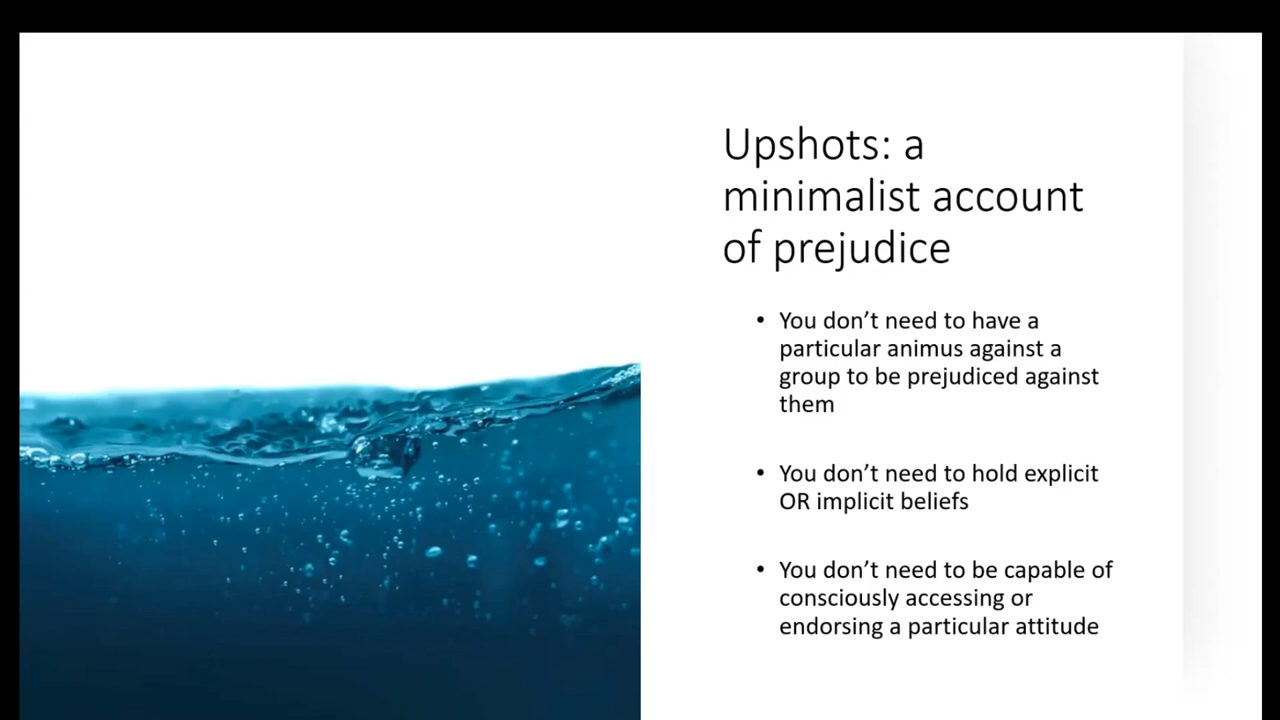 Upshots: a
minimalist account
of prejudice
• You don’t need to have a
particular animus against a
group to be prejudiced against
them
• You don’t need to hold explicit
OR implicit beliefs
• You don’t need to be capable of
consciously accessing or
endorsing a particular attitude